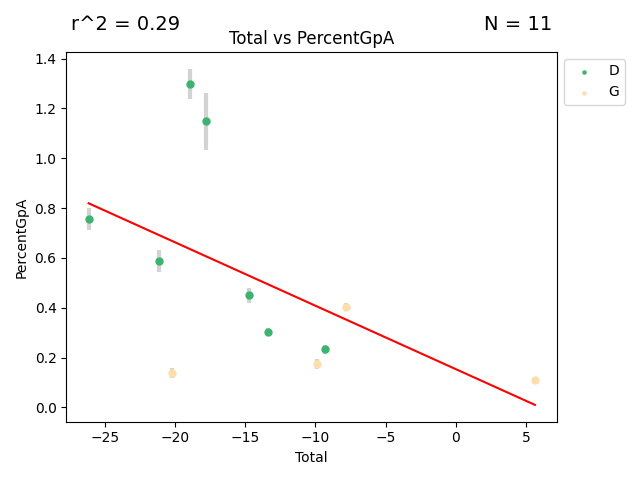 r^2 = 0.29
N = 11
Total vs PercentGpA
D
G
1.4
1.2
1.0
0.8
0.6
0.4
0.2
0.0
PercentGpA
−25
−20
−15
−10
−5
0
5
Total